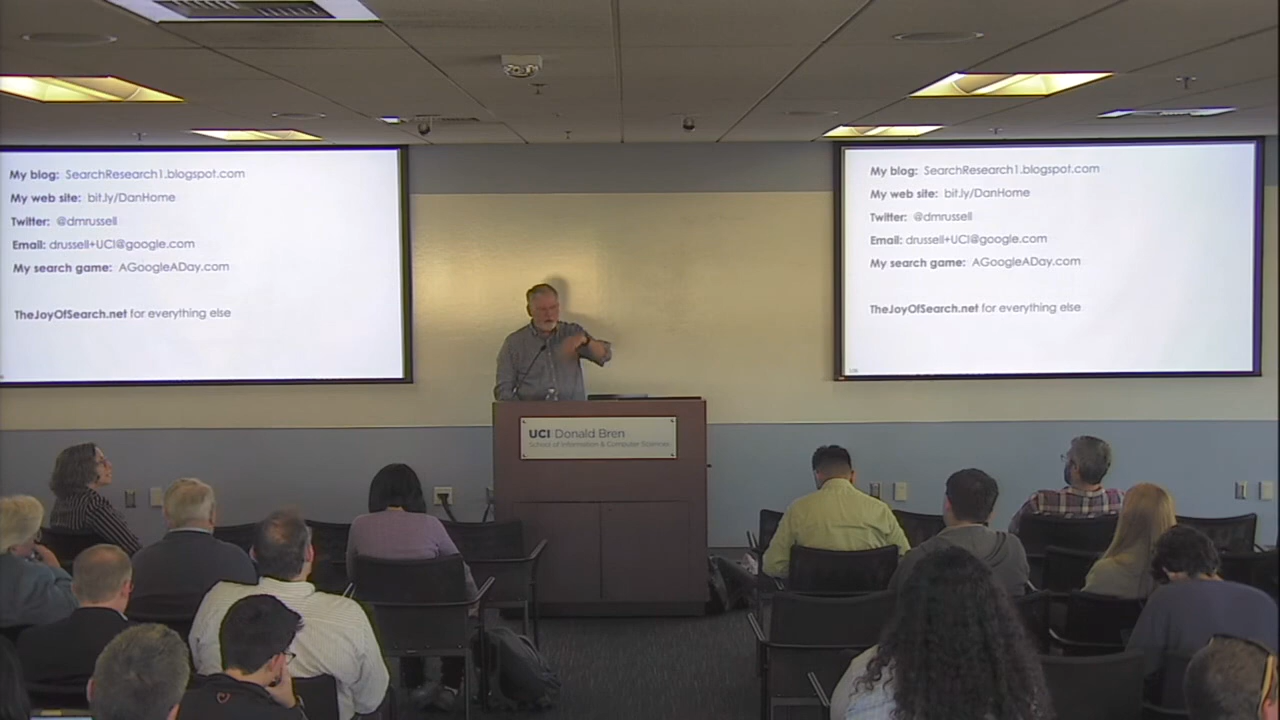 My blog: SearchResearch1.blogspot.com
My web site: bit.ly/DanHome
Twitter: @dmrussell
Email: drussell+UCI@google.com
My search game: AGoogleADay.com
TheJoyOfSearch.net for everything else
My blog: SearchResearch1.blogspot.com
My web site: bit.ly/DanHome
Twitter: @dmrussell
Email: drussell+UCI@google.com
My search game: AGoogleADay.com
TheJoyOfSearch.net for everything else
UCI Donald Bren
School of Information & Computer Sciences